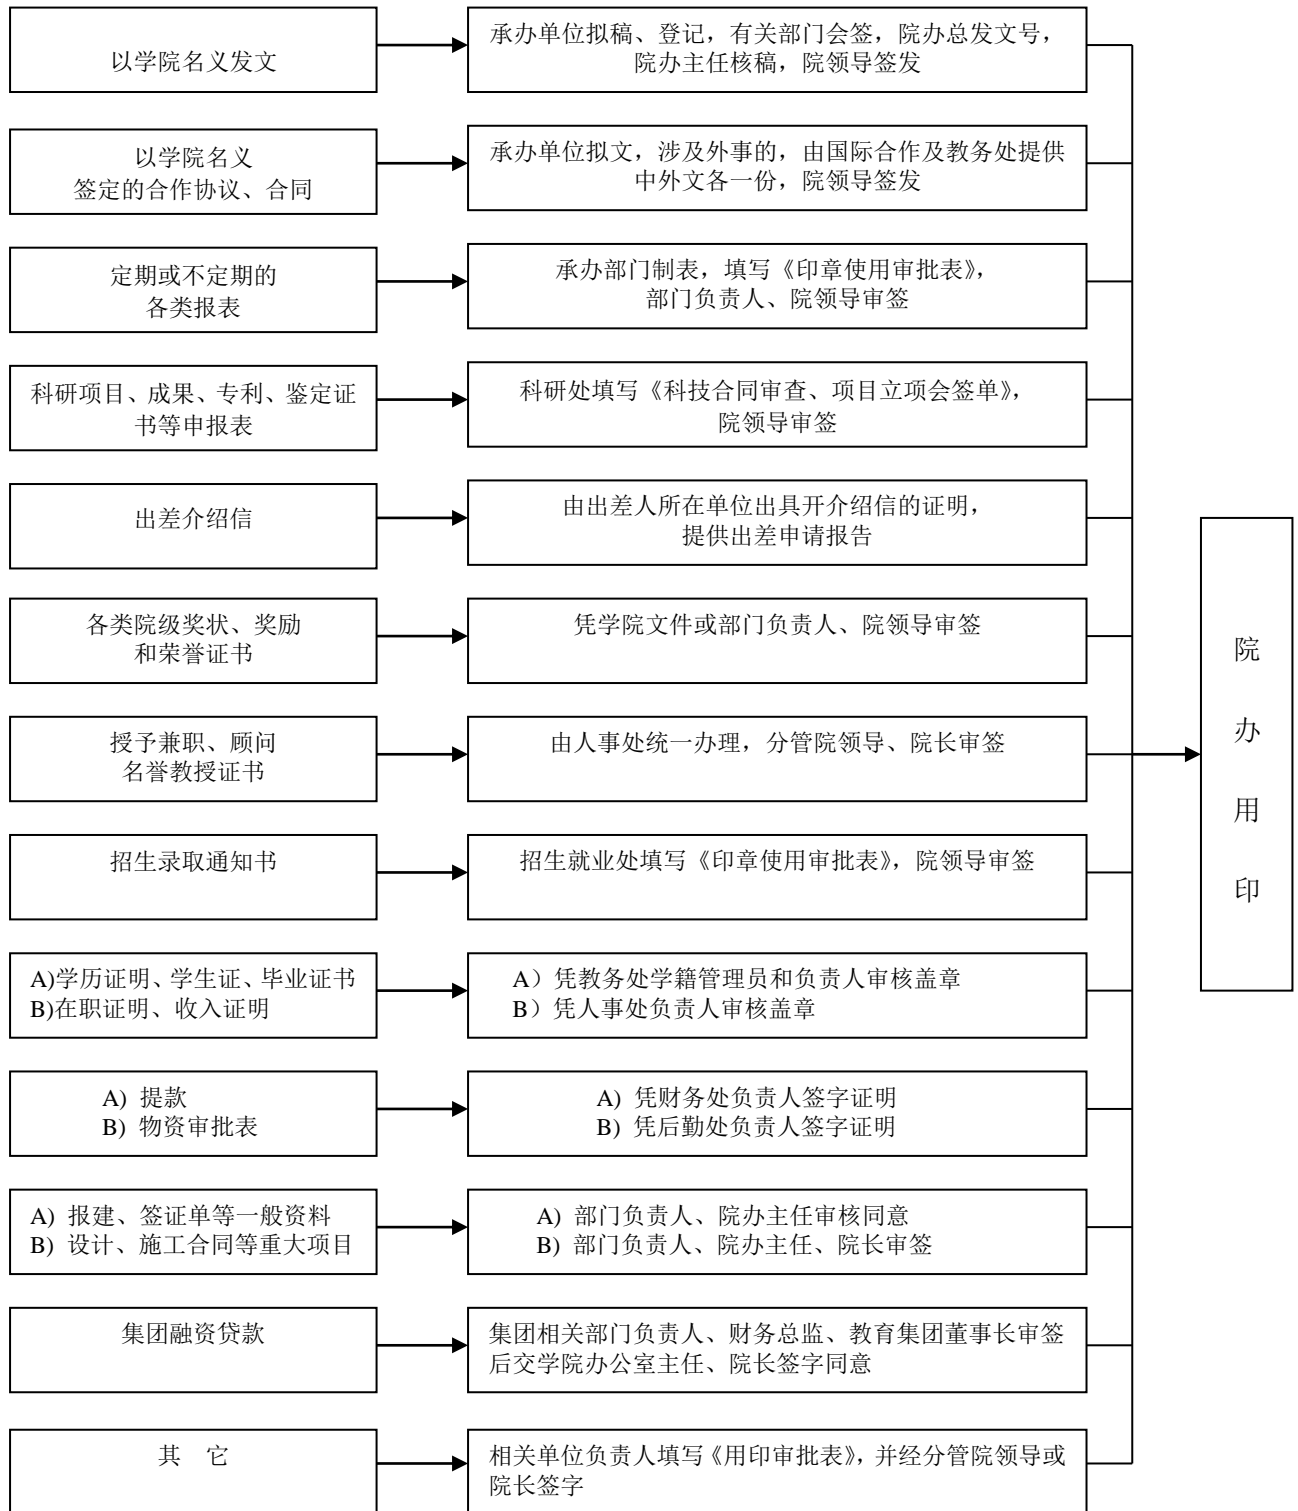 以学院名义发文
承办单位拟稿、登记，有关部门会签，院办总发文号，
院办主任核稿，院领导签发
以学院名义
签定的合作协议、合同
承办单位拟文，涉及外事的，由国际合作及教务处提供
中外文各一份，院领导签发
定期或不定期的
各类报表
承办部门制表，填写《印章使用审批表》，
部门负责人、院领导审签
科研项目、成果、专利、鉴定证
书等申报表
科研处填写《科技合同审查、项目立项会签单》，
院领导审签
出差介绍信
由出差人所在单位出具开介绍信的证明，
提供出差申请报告
各类院级奖状、奖励
和荣誉证书
凭学院文件或部门负责人、院领导审签
授予兼职、顾问
名誉教授证书
由人事处统一办理，分管院领导、院长审签
招生录取通知书
招生就业处填写《印章使用审批表》，院领导审签
A)学历证明、学生证、毕业证书
B)在职证明、收入证明
A）凭教务处学籍管理员和负责人审核盖章
B）凭人事处负责人审核盖章
A) 提款
B) 物资审批表
A) 凭财务处负责人签字证明
B) 凭后勤处负责人签字证明
A) 报建、签证单等一般资料
B) 设计、施工合同等重大项目
A) 部门负责人、院办主任审核同意
B) 部门负责人、院办主任、院长审签
集团融资贷款
集团相关部门负责人、财务总监、教育集团董事长审签
后交学院办公室主任、院长签字同意
其 它
相关单位负责人填写《用印审批表》，并经分管院领导或
院长签字
院
办
用
印